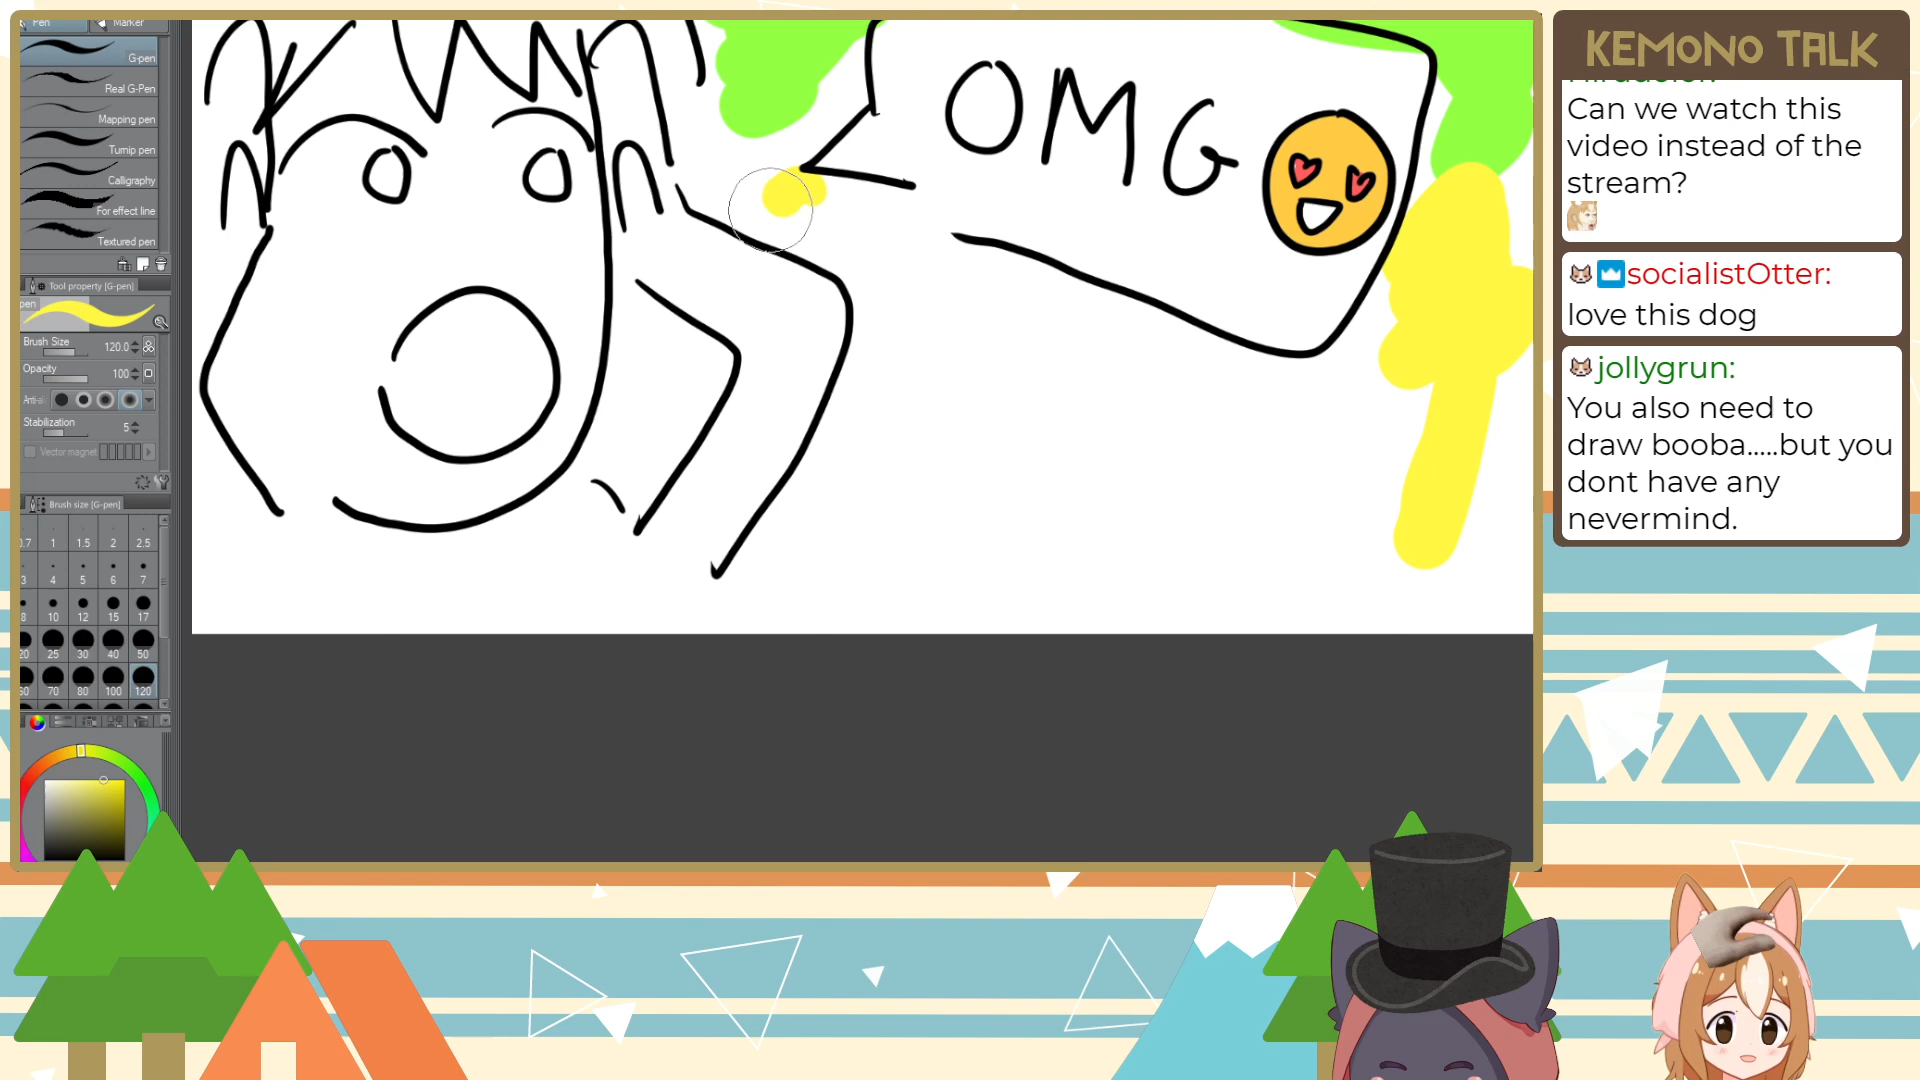 Pen
Marker
G-pen
Real G-Pen
Mapping pen
Turnip pen
Calligraphy
For effect line
Textured pen
Tool property [G-pen]
pen
Brush Size
120.0
Opacity
100
Anti-a
Stabilization
5
Vector magnet
Brush size [G-pen]
0.7 1 1.5 2 2.5
3 4 5 6 7
8 10 12 15 17
20 25 30 40 50
60 70 80 100 120
OMG
KEMONO TALK
Can we watch this
video instead of the
stream?
socialistOtter:
love this dog
jollygrun:
You also need to
draw booba.....but you
dont have any
nevermind.